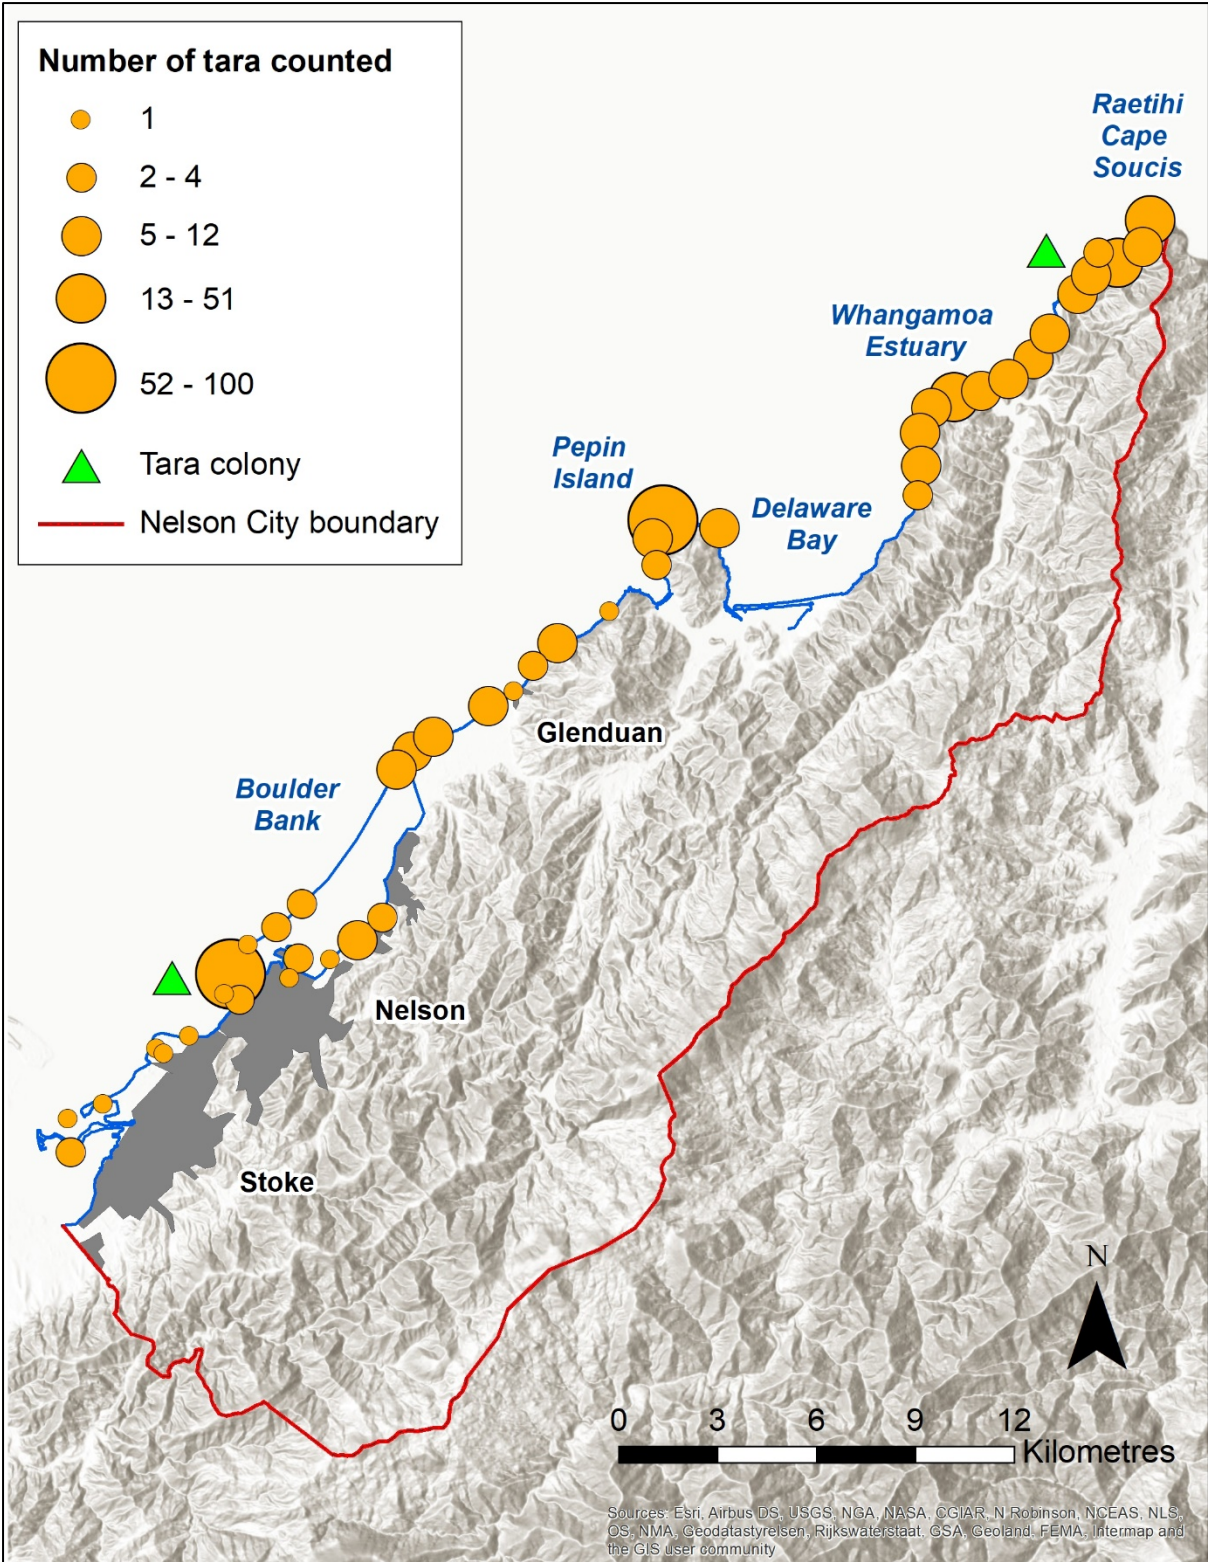 Number of tara counted
1
2 - 4
5 - 12
13 - 51
52 - 100
Tara colony
Nelson City boundary
Raetihi
Cape
Soucis
Whangamoa
Estuary
Pepin
Island
Delaware
Bay
Glenduan
Boulder
Bank
Nelson
Stoke
N
0 3 6 9 12
Kilometres
Sources: Esri, Airbus DS, USGS, NGA, NASA, CGIAR, N Robinson, NCEAS, NLS,
OS, NMA, Geodatastyrelsen, Rijkswaterstaat, GSA, Geoland, FEMA, Intermap and
the GIS user community